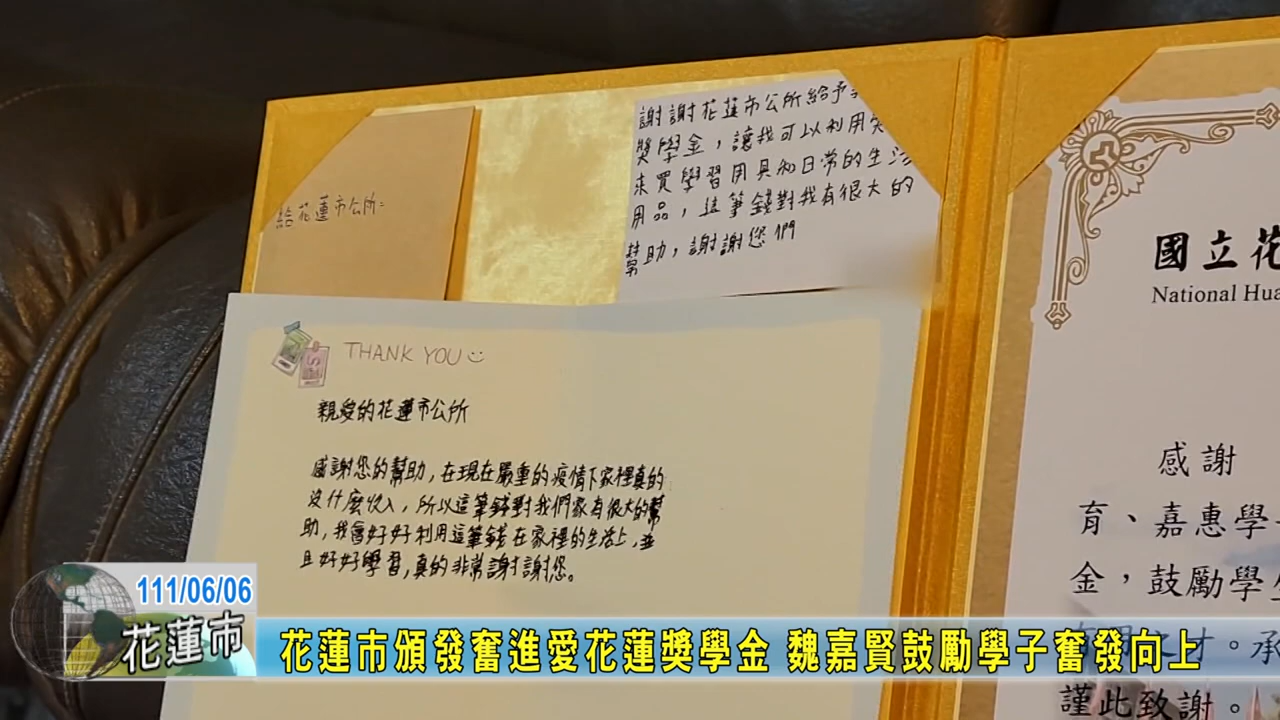 給花蓮市公所:
謝謝花蓮市公所給予
獎學金，讓我可以利用
來買學習用具和日常的生活
用品，這筆錢對我有很大的
幫助，謝謝您們
THANK YOU
親愛的花蓮市公所
感謝您的幫助，在現在嚴重的疫情下家裡真的
沒什麼收入，所以這筆錢對我們家有很大的幫
助，我會好好利用這筆錢在家裡的生活上，並
且好好學習，真的非常謝謝您。
國立花
National Hua
感謝
育、嘉惠學
金，鼓勵學生
才。承
謹此致謝。
111/06/06
花蓮市
花蓮市頒發奮進愛花蓮獎學金 魏嘉賢鼓勵學子奮發向上